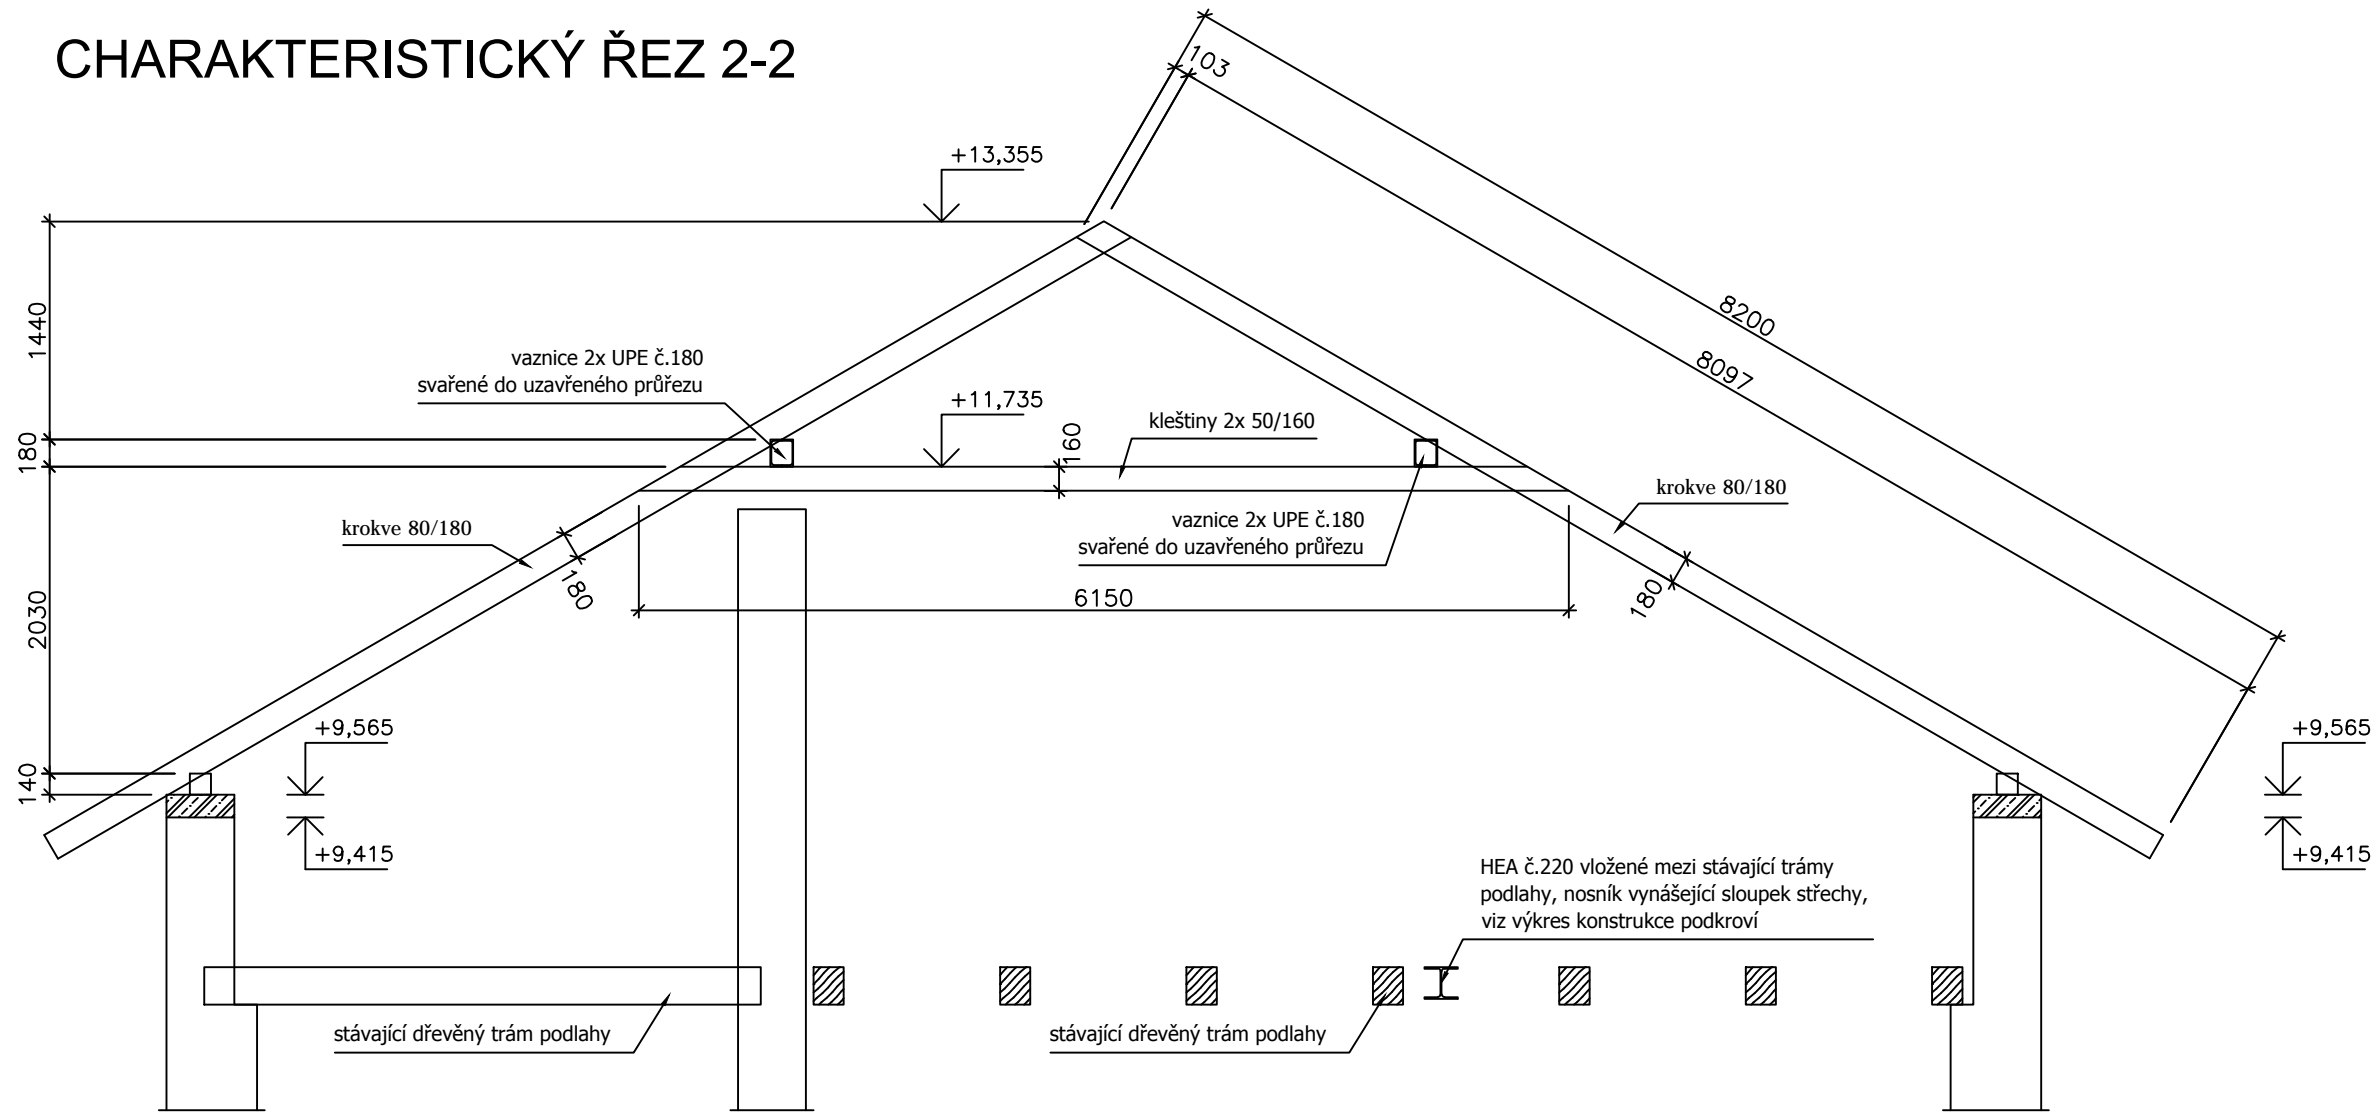 CHARAKTERISTICKÝ ŘEZ 2-2
103
+13,355
8200
1440
8097
vaznice 2x UPE č.180
svařené do uzavřeného průřezu
+11,735
kleštiny 2x 50/160
180
160
krokve 80/180
krokve 80/180
vaznice 2x UPE č.180
svařené do uzavřeného průřezu
180
180
6150
2030
+9,565
+9,565
140
+9,415
+9,415
HEA č.220 vložené mezi stávající trámy
podlahy, nosník vynášející sloupek střechy,
viz výkres konstrukce podkroví
stávající dřevěný trám podlahy
stávající dřevěný trám podlahy